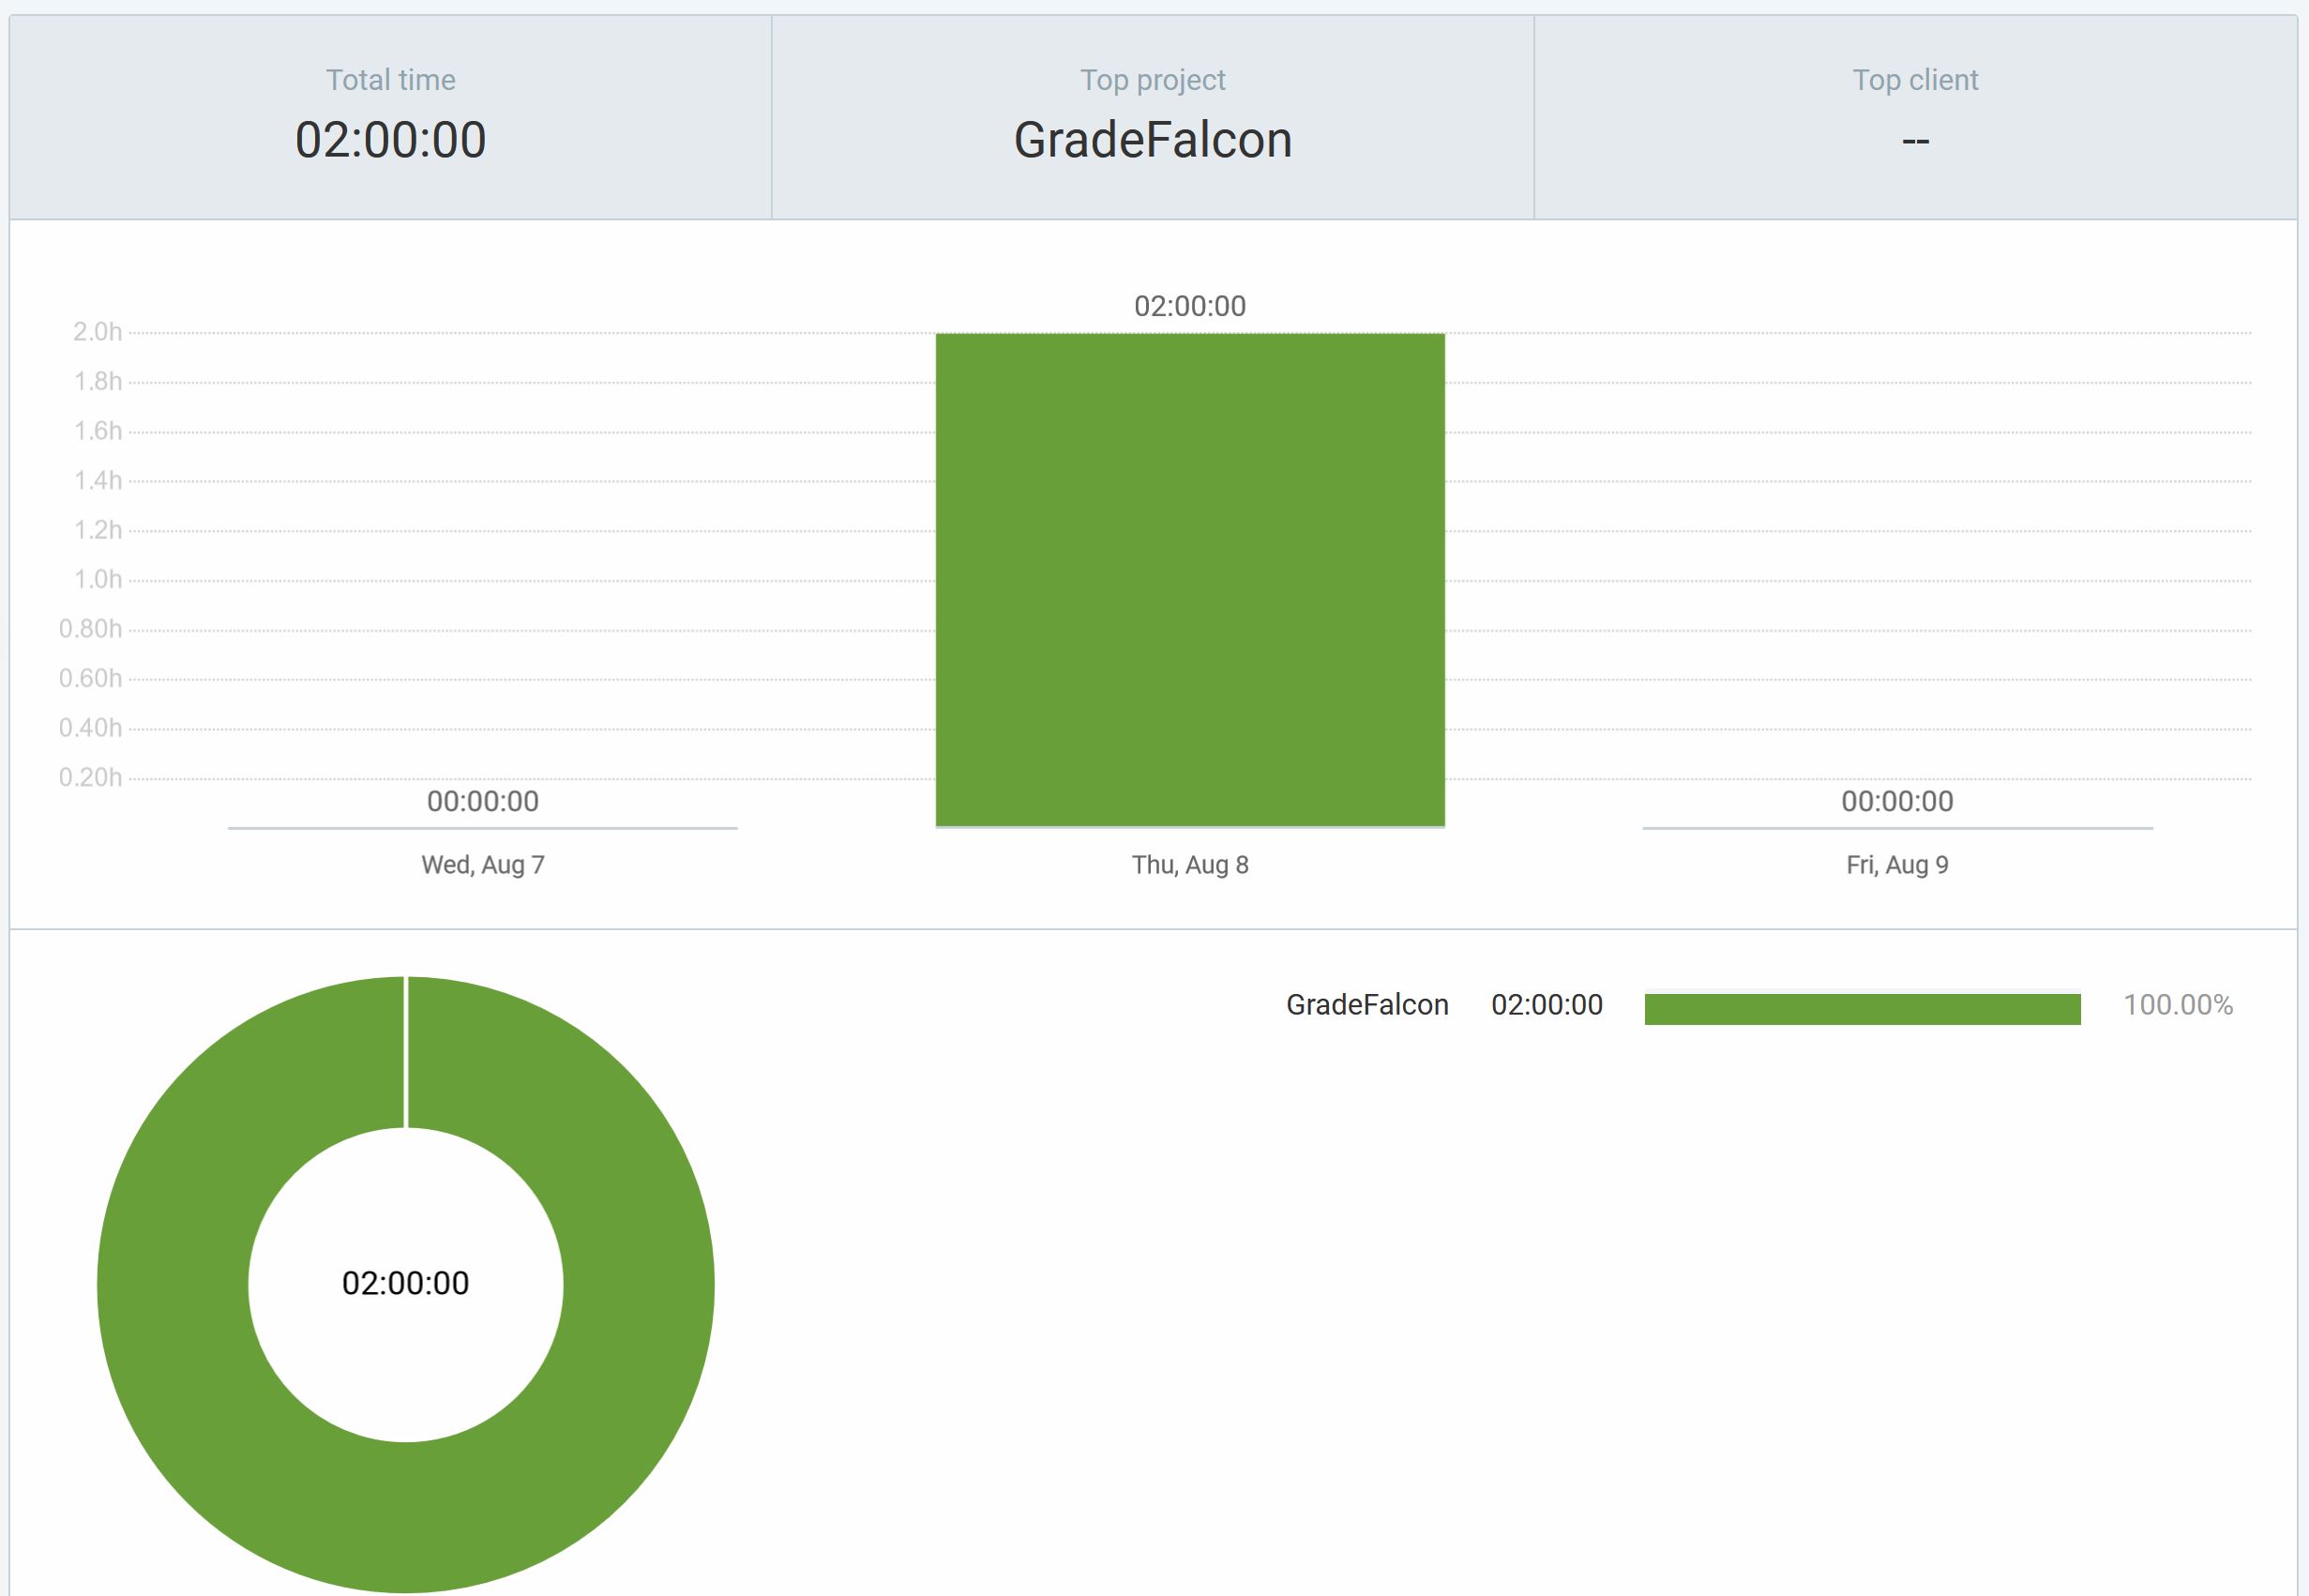 Total time
02:00:00
Top project
GradeFalcon
Top client
--
02:00:00
2.0h
1.8h
1.6h
1.4h
1.2h
1.0h
0.80h
0.60h
0.40h
0.20h
00:00:00
00:00:00
Wed, Aug 7
Thu, Aug 8
Fri, Aug 9
GradeFalcon 02:00:00 100.00%
02:00:00